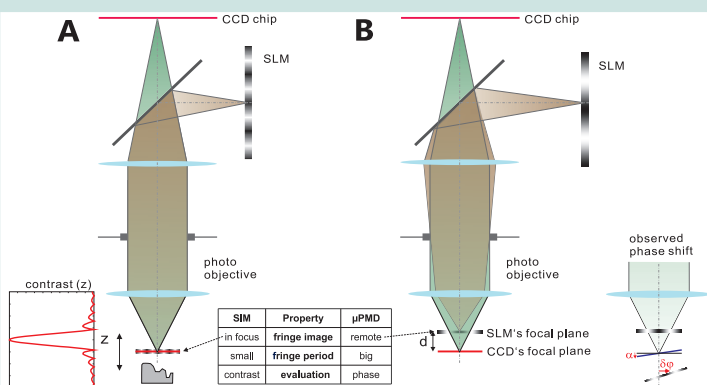 CCD chip
A
SLM
photo
objective
contrast (z)
z
CCD chip
B
SLM
photo
objective
SLM's focal plane
d
CCD's focal plane
observed
phase shift
α
δφ
SIM Property μPMD
in focus fringe image remote
small fringe period big
contrast evaluation phase